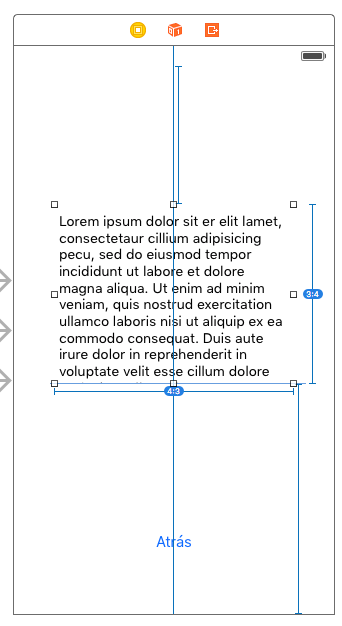 Lorem ipsum dolor sit er elit lamet,
consectetaur cillium adipisicing
pecu, sed do eiusmod tempor
incididunt ut labore et dolore
magna aliqua. Ut enim ad minim
veniam, quis nostrud exercitation
ullamco laboris nisi ut aliquip ex ea
commodo consequat. Duis aute
irure dolor in reprehenderit in
voluptate velit esse cillum dolore
3:4
4:3
Atrás